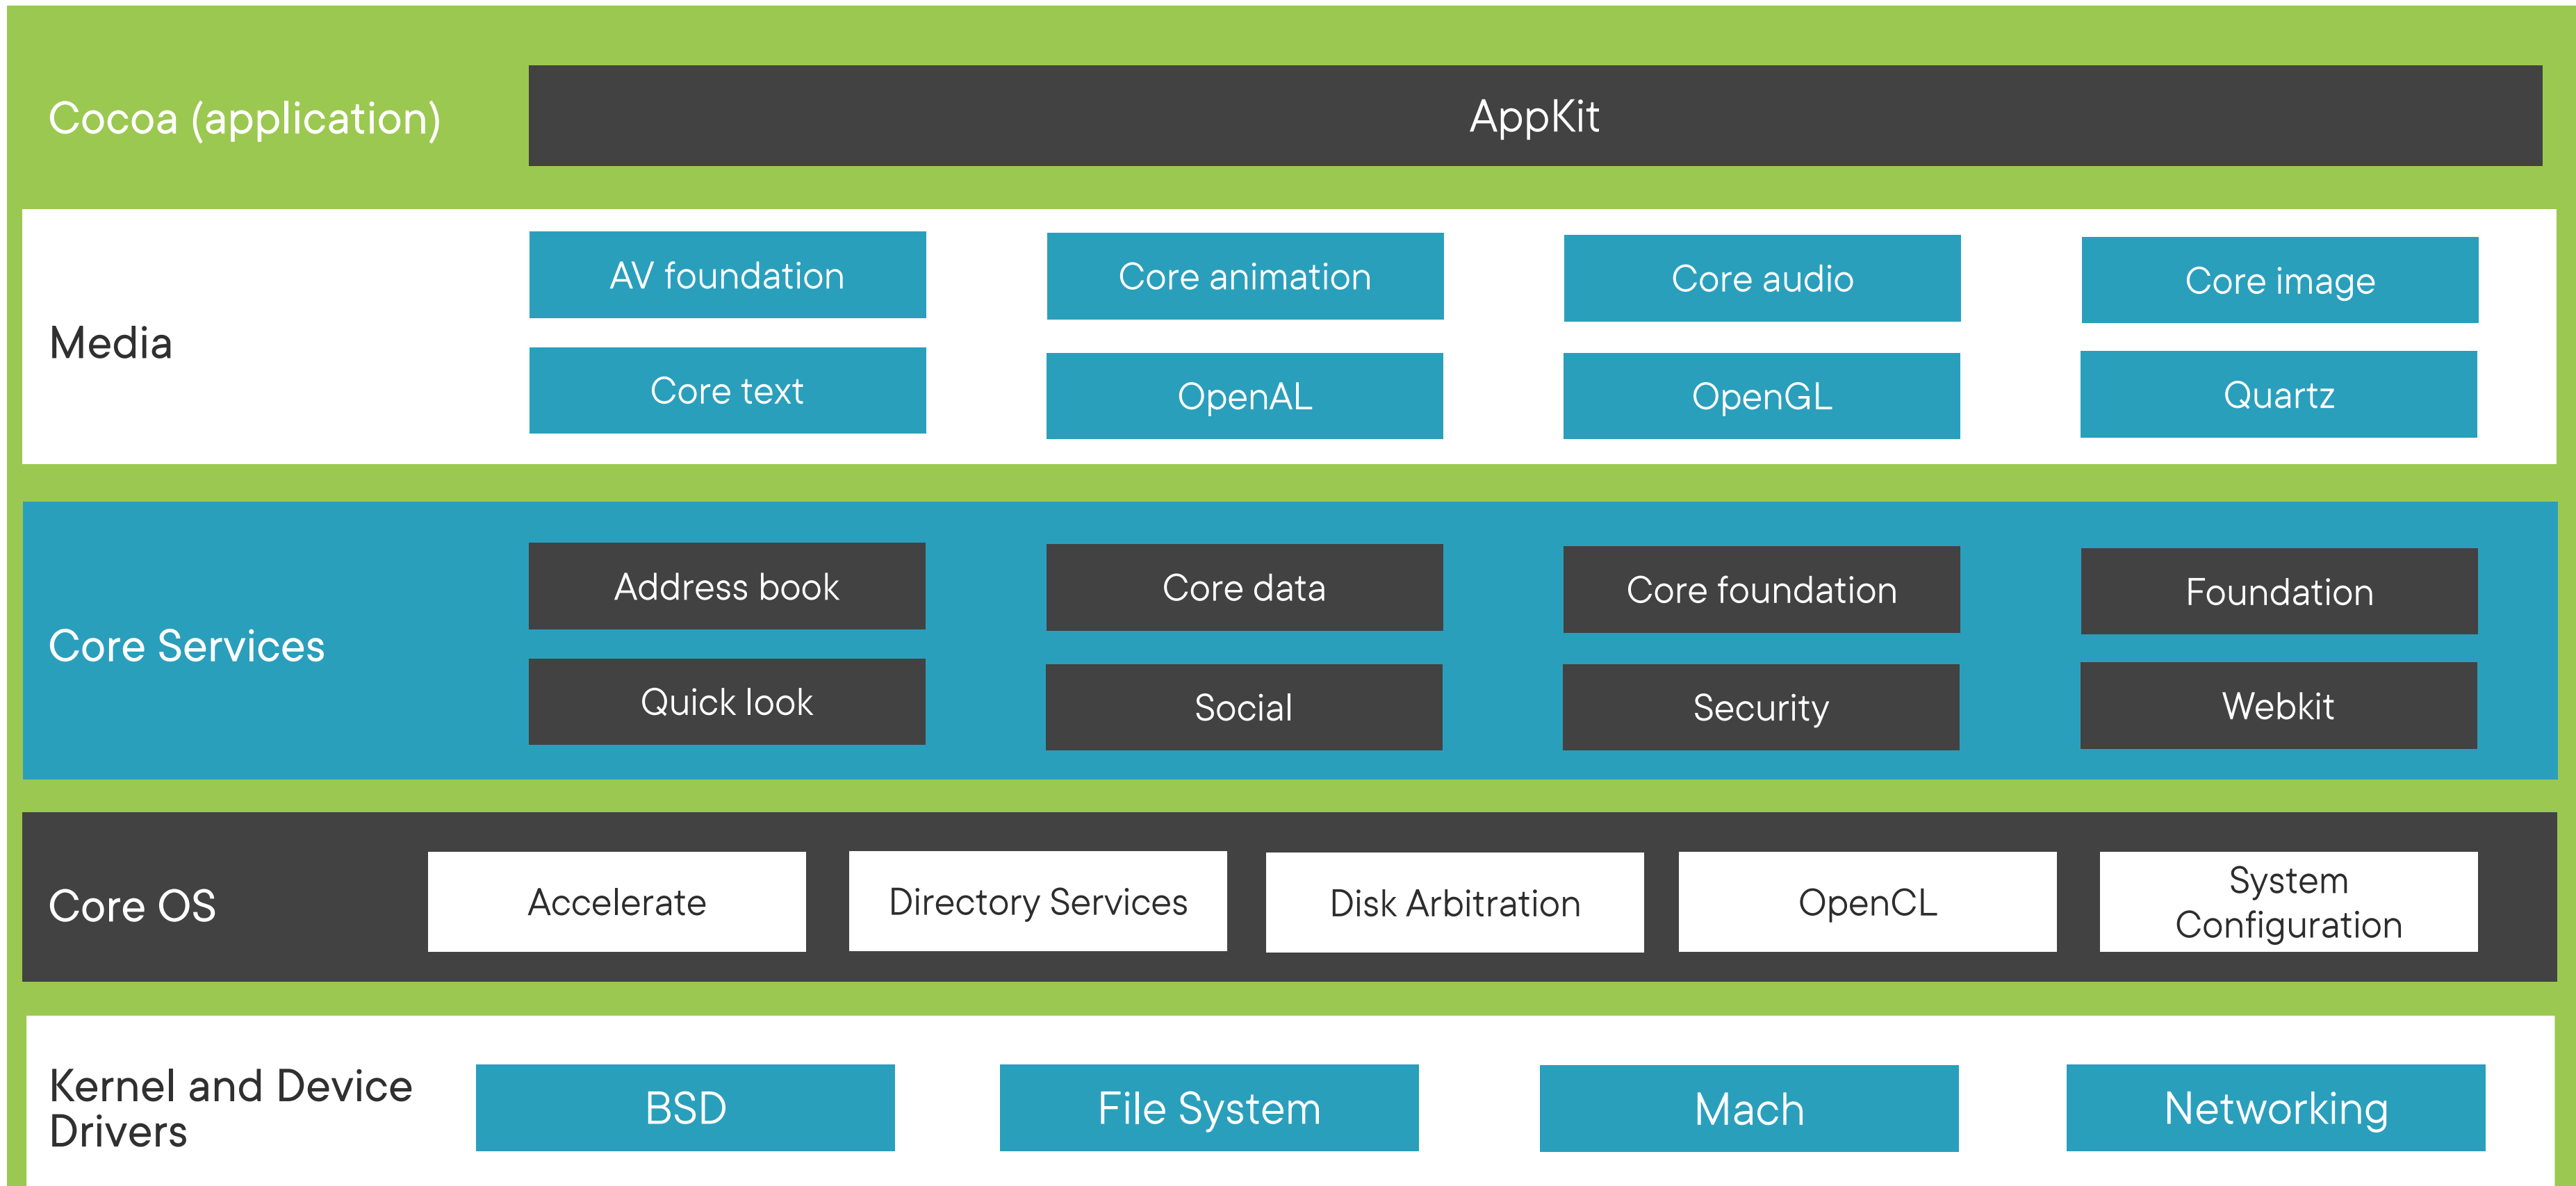 Cocoa (application)
AppKit
Media
AV foundation
Core animation
Core audio
Core image
Core text
OpenAL
OpenGL
Quartz
Core Services
Address book
Core data
Core foundation
Foundation
Quick look
Social
Security
Webkit
Core OS
Accelerate
Directory Services
Disk Arbitration
OpenCL
System
Configuration
Kernel and Device
Drivers
BSD
File System
Mach
Networking